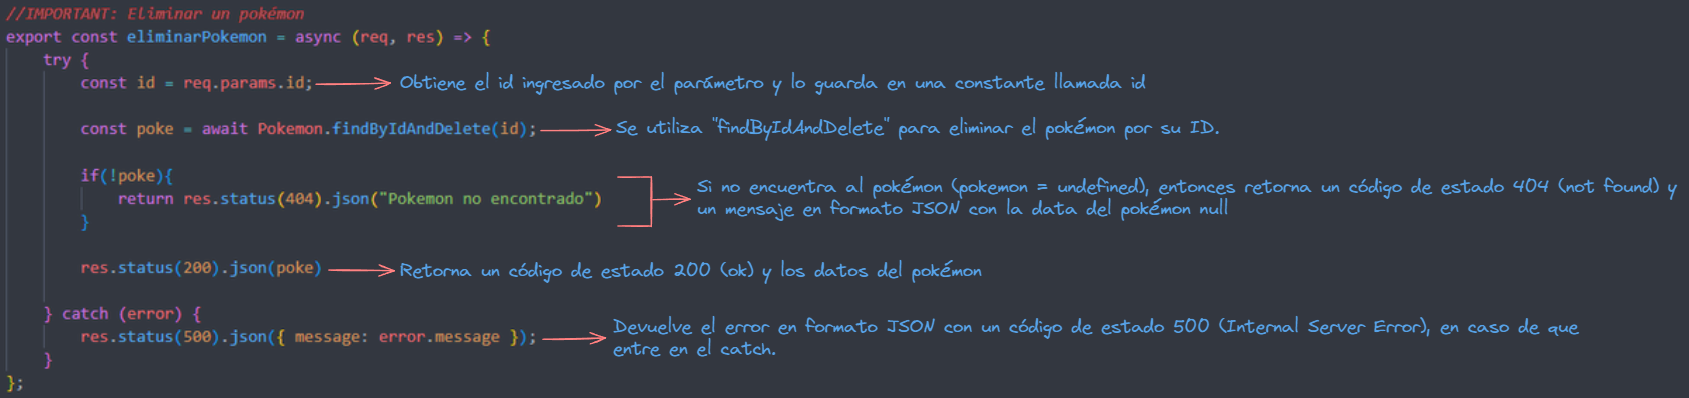 //IMPORTANT: Eliminar un pokémon
export const eliminarPokemon = async (req, res) => {
try {
const id = req.params.id; Obtiene el id ingresado por el parámetro y lo guarda en una constante llamada id
const poke = await Pokemon.findByIdAndDelete(id); Se utiliza "findByIdAndDelete" para eliminar el pokémon por su ID.
if(!poke){
return res.status(404).json("Pokemon no encontrado")
}
Si no encuentra al pokémon (pokemon = undefined), entonces retorna un código de estado 404 (not found) y
un mensaje en formato JSON con la data del pokémon null
res.status(200).json(poke) Retorna un código de estado 200 (ok) y los datos del pokémon
} catch (error) {
res.status(500).json({ message: error.message });
Devuelve el error en formato JSON con un código de estado 500 (Internal Server Error), en caso de que
entre en el catch.
}
};